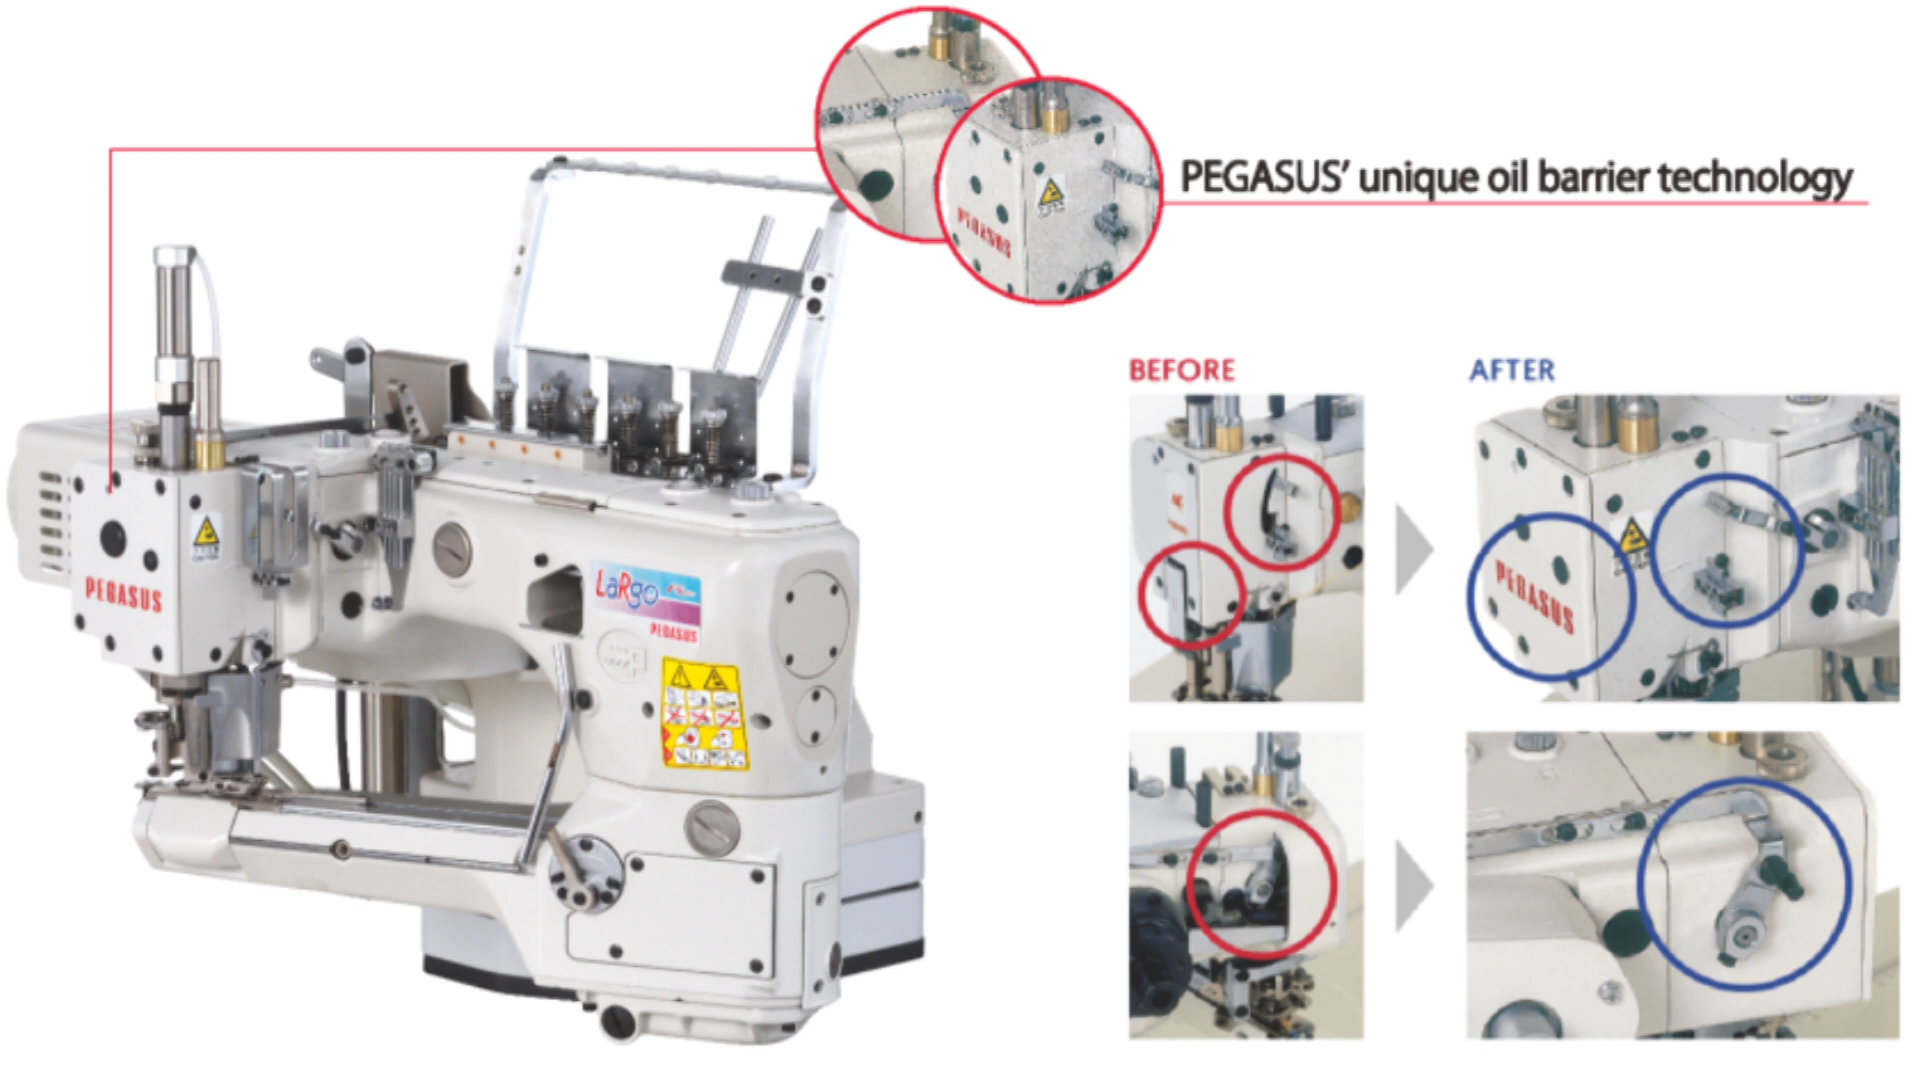 PEGASUS' unique oil barrier technology
BEFORE
AFTER
PEGASUS
PEGASUS
LaRgo
PEGASUS
PEGASUS